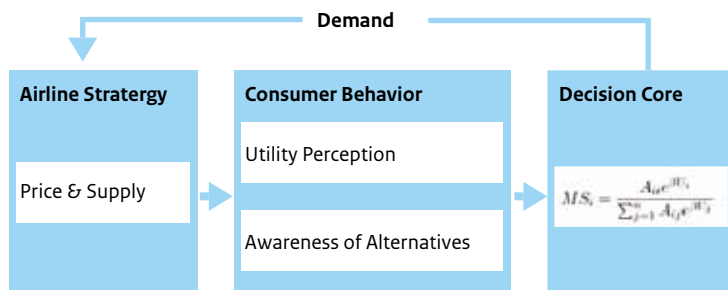 Demand
Airline Stratergy
Consumer Behavior
Decision Core
Utility Perception
Price & Supply
Awareness of Alternatives